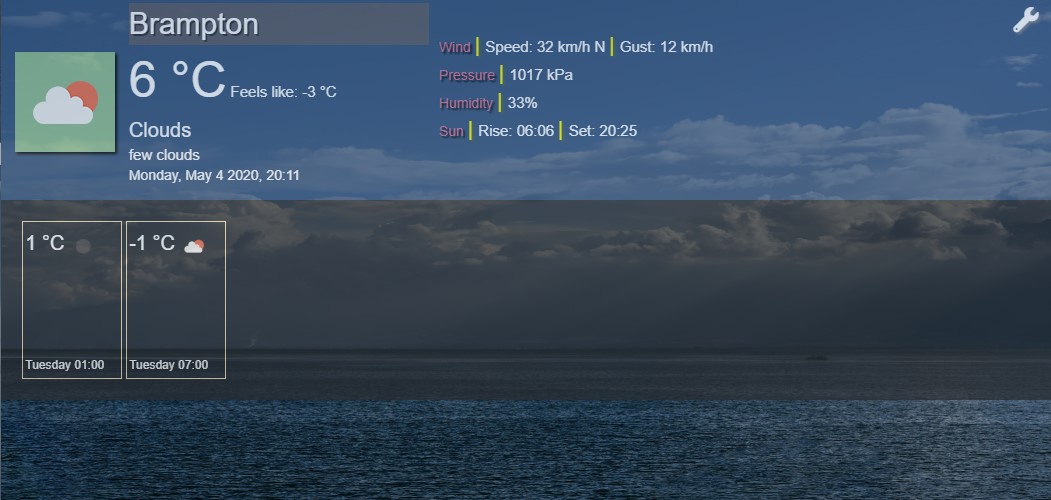 Brampton
6 °C Feels like: -3 °C
Clouds
few clouds
Monday, May 4 2020, 20:11
Wind Speed: 32 km/h N Gust: 12 km/h
Pressure 1017 kPa
Humidity 33%
Sun Rise: 06:06 Set: 20:25
1 °C
Tuesday 01:00
-1 °C
Tuesday 07:00